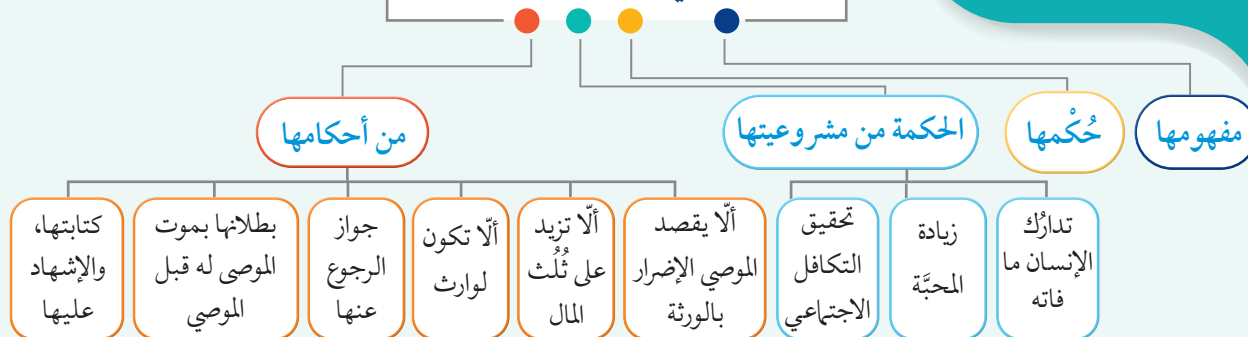 مفهومها
حُكْمها
الحكمة من مشروعيتها
من أحكامها
تدارُك
الإنسان ما
فاته
زيادة
المحبَّة
تحقيق
التكافل
الاجتماعي
ألّا يقصد
الموصي الإضرار
بالورثة
ألّا تزيد
على ثُلُث
المال
ألّا تكون
لوارث
جواز
الرجوع
عنها
بطلانها بموت
الموصى له قبل
الموصي
كتابتها،
والإشهاد
عليها